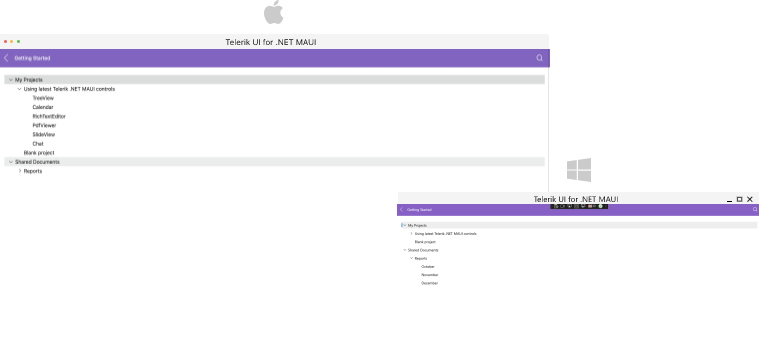 Telerik UI for .NET MAUI
Getting Started
My Projects
Using latest Telerik .NET MAUI controls
TreeView
Calendar
RichTextEditor
PdfViewer
SlideView
Chat
Blank project
Shared Documents
Reports
Telerik UI for .NET MAUI
Getting Started
My Projects
Using latest Telerik .NET MAUI controls
Blank project
Shared Documents
Reports
October
November
December